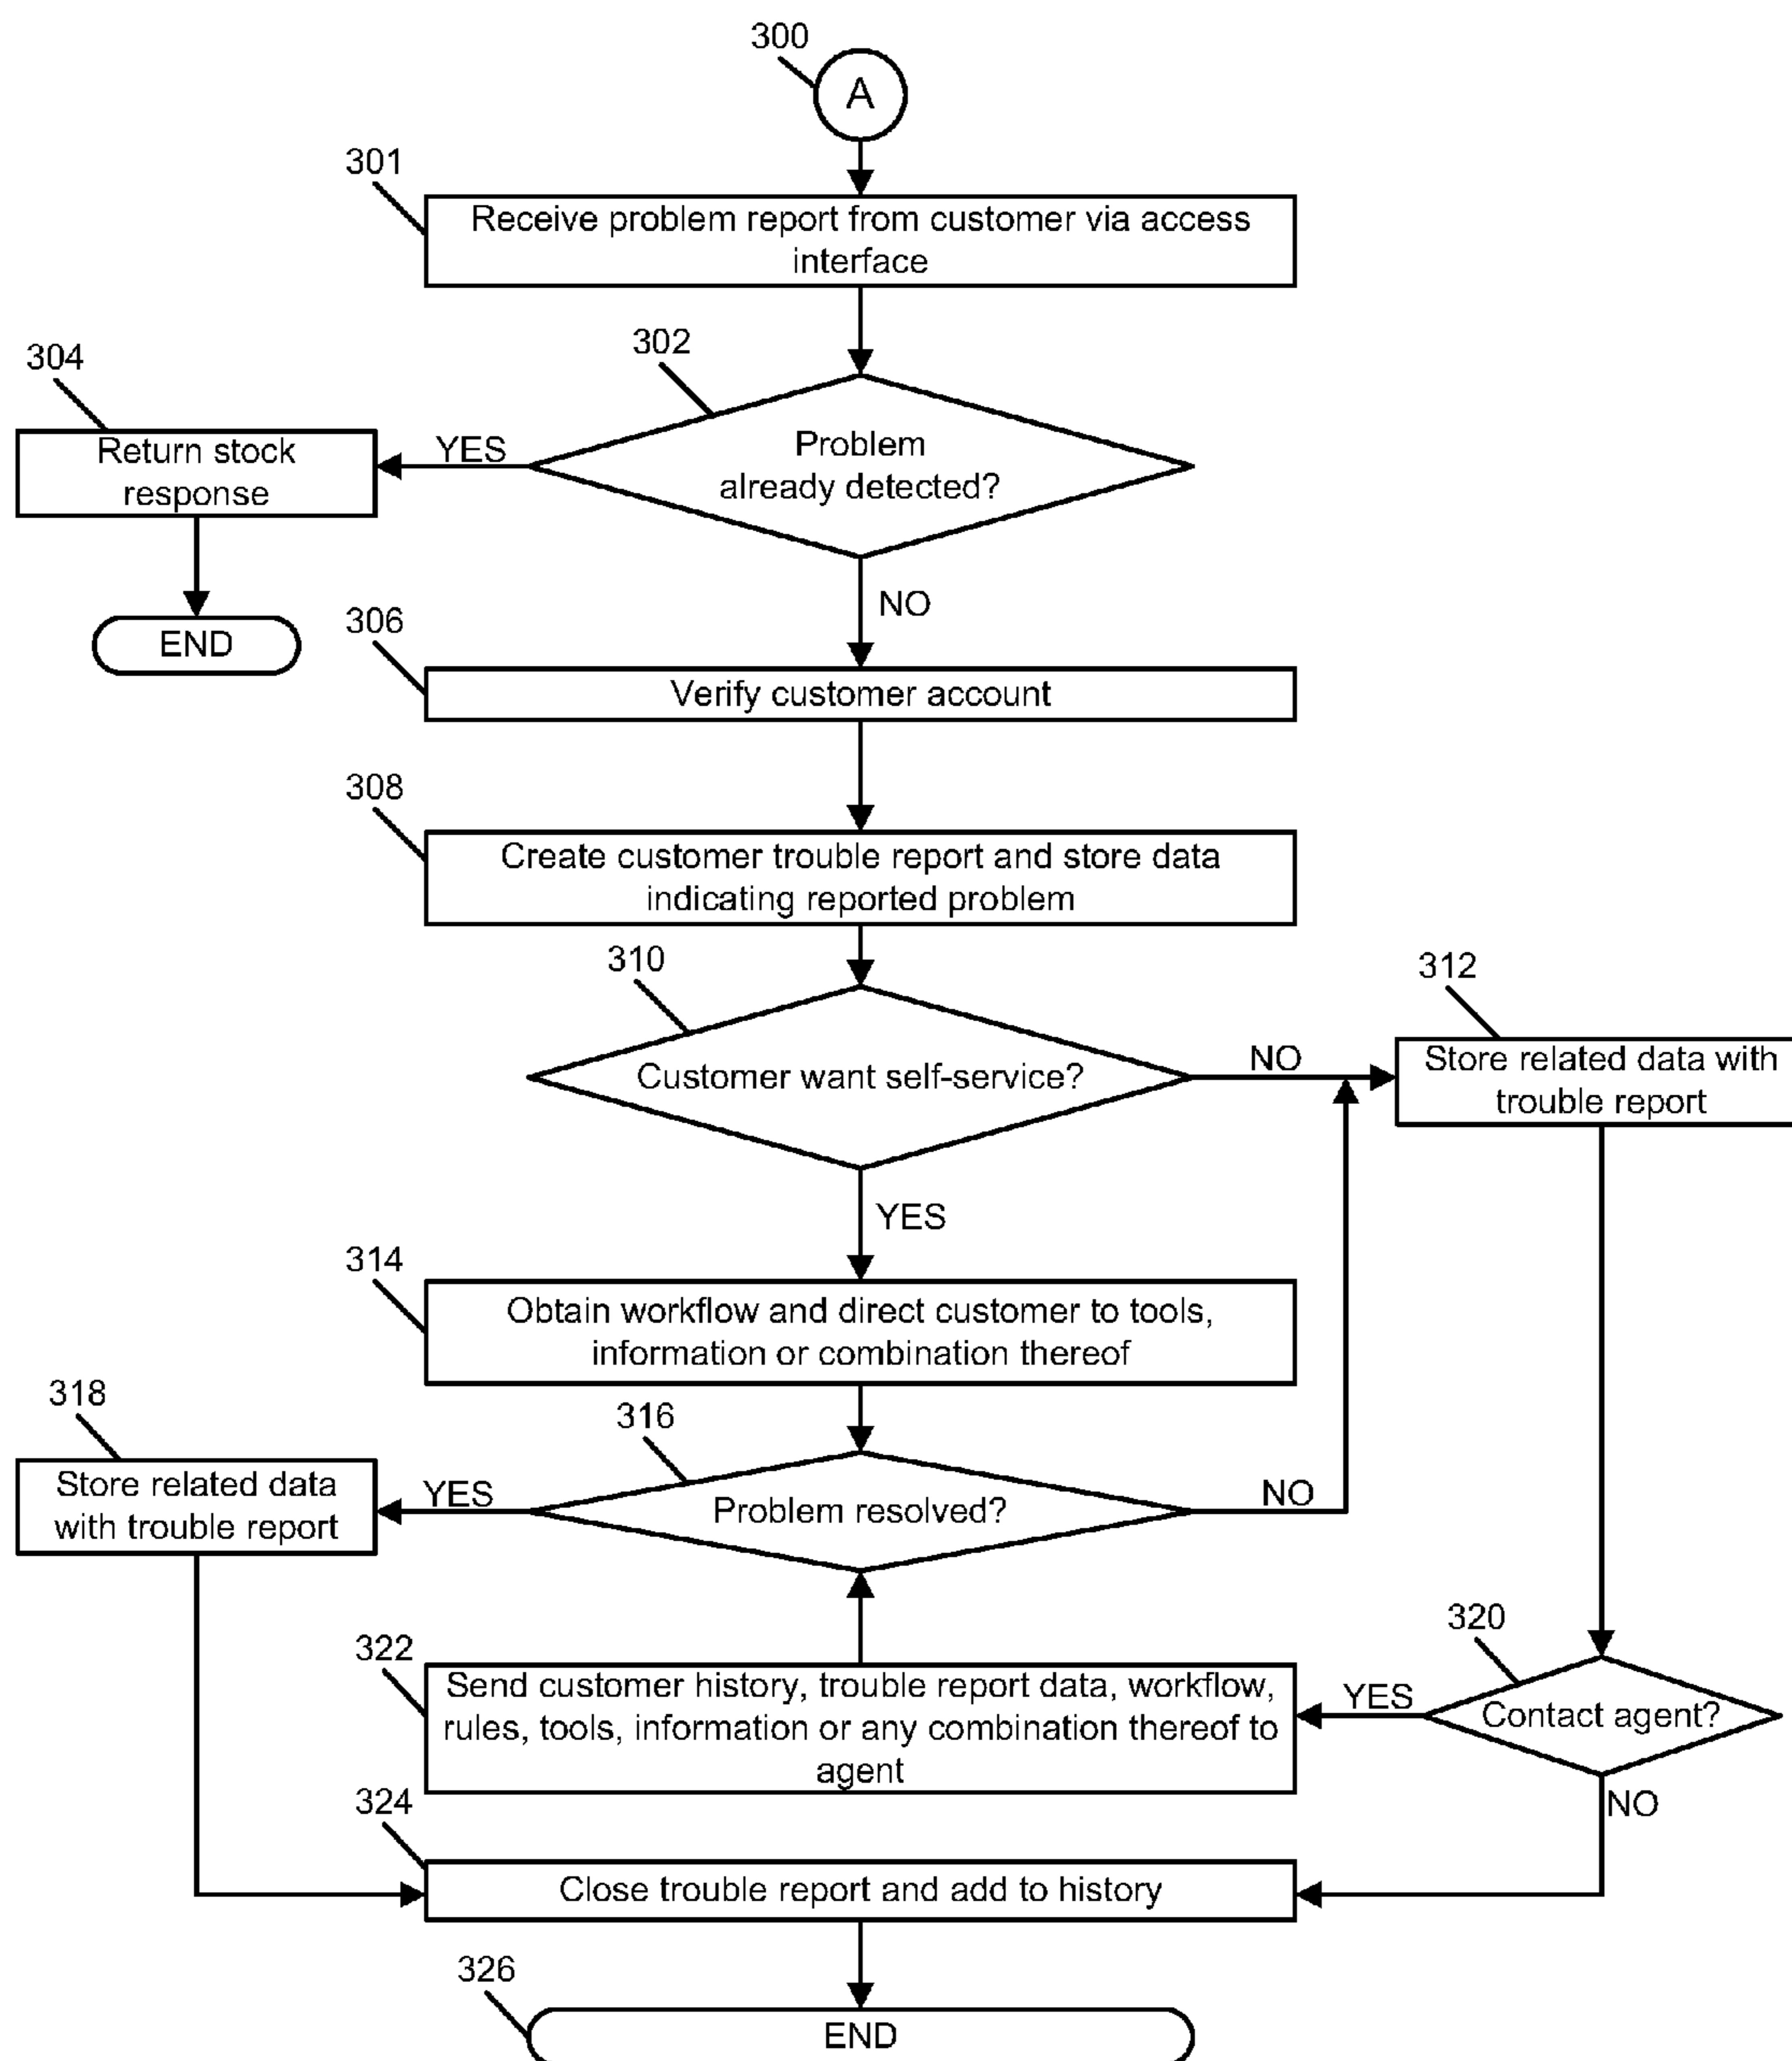 300
A
301
Receive problem report from customer via access
interface
302
304
Problem
already detected?
YES
Return stock
response
NO
END
306
Verify customer account
308
Create customer trouble report and store data
indicating reported problem
310
312
Customer want self-service?
NO
Store related data with
trouble report
YES
314
Obtain workflow and direct customer to tools,
information or combination thereof
318
316
Store related data
with trouble report
YES
Problem resolved?
NO
320
322
Send customer history, trouble report data, workflow,
rules, tools, information or any combination thereof to
agent
YES
Contact agent?
NO
324
Close trouble report and add to history
326
END